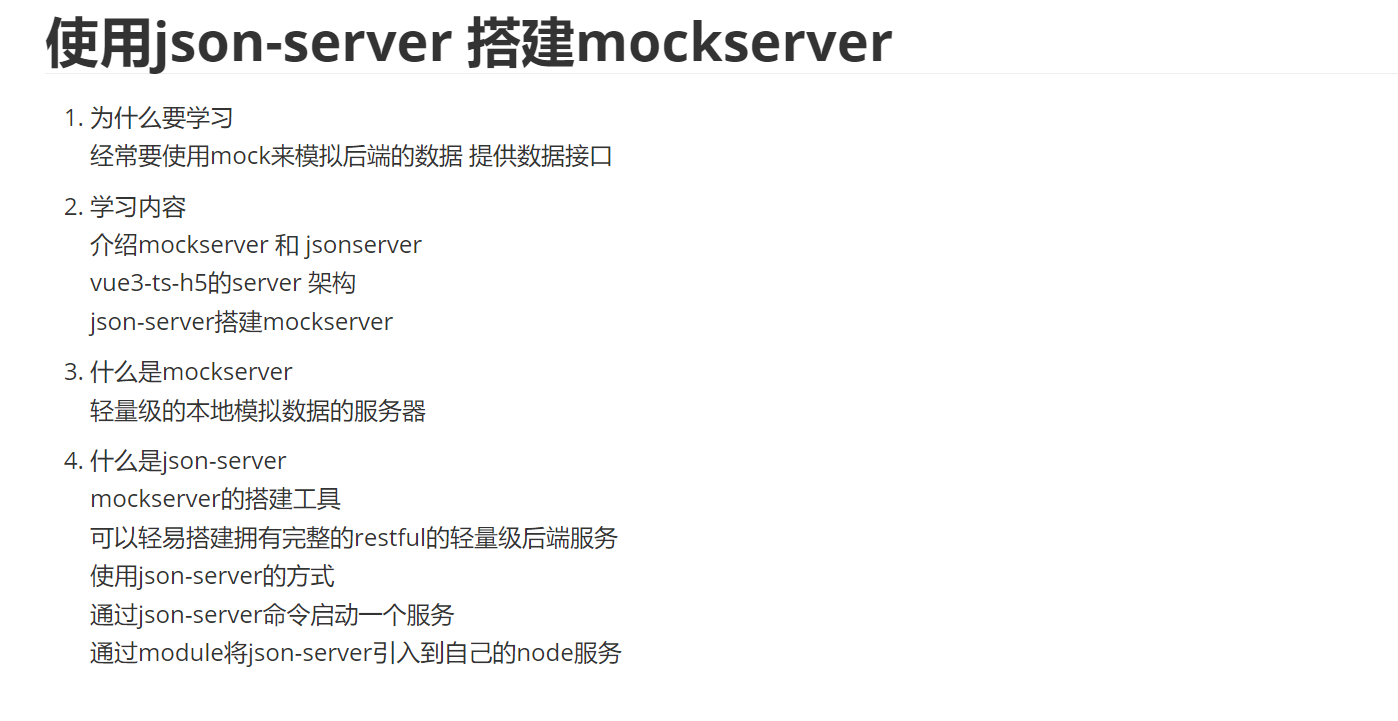 使用json-server 搭建mockserver
1. 为什么要学习
经常要使用mock来模拟后端的数据 提供数据接口
2. 学习内容
介绍mockserver 和 jsonserver
vue3-ts-h5的server 架构
json-server搭建mockserver
3. 什么是mockserver
轻量级的本地模拟数据的服务器
4. 什么是json-server
mockserver的搭建工具
可以轻易搭建拥有完整的restful的轻量级后端服务
使用json-server的方式
通过json-server命令启动一个服务
通过module将json-server引入到自己的node服务